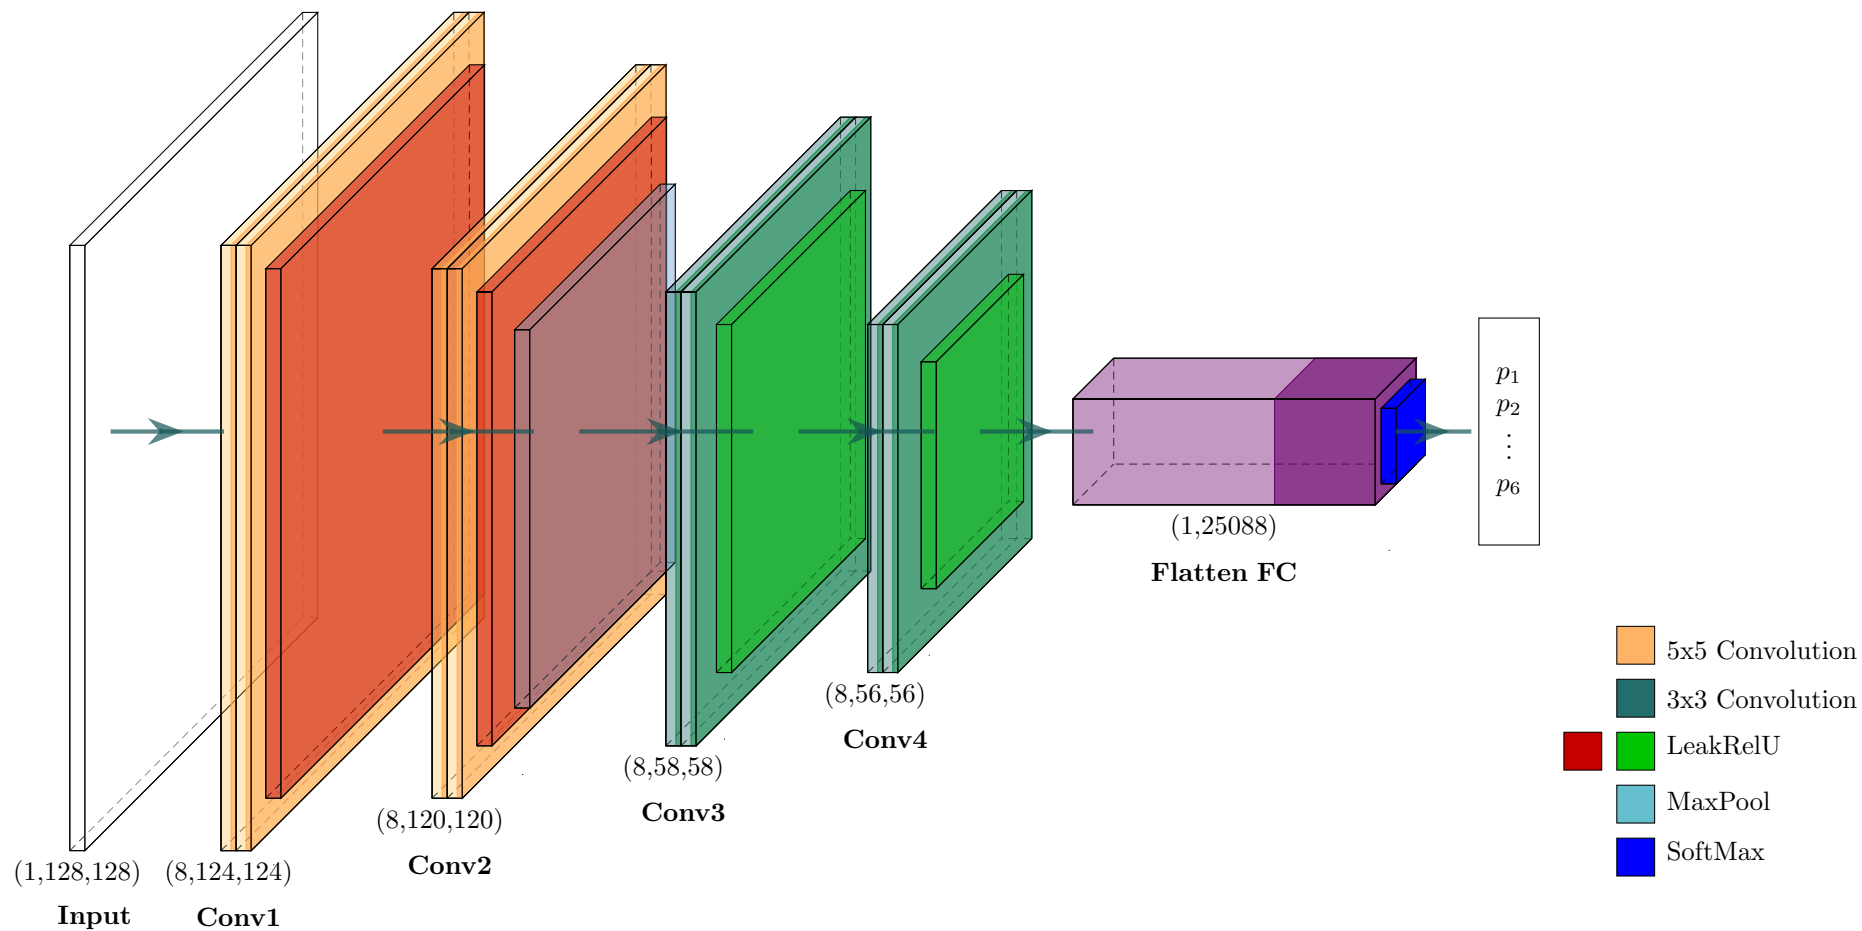 (1,128,128)
Input
(8,124,124)
Conv1
(8,120,120)
Conv2
(8,58,58)
Conv3
(8,56,56)
Conv4
(1,25088)
Flatten FC
p1
p2
⋮
p6
5x5 Convolution
3x3 Convolution
LeakRelU
MaxPool
SoftMax